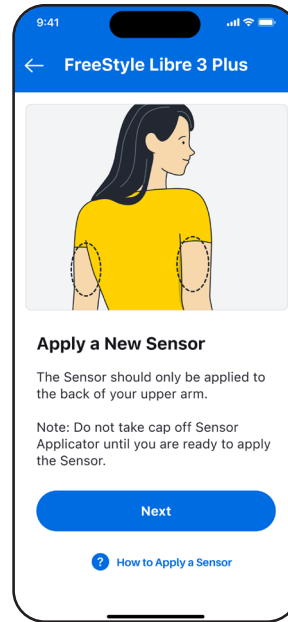 9:41
FreeStyle Libre 3 Plus
Apply a New Sensor
The Sensor should only be applied to
the back of your upper arm.
Note: Do not take cap off Sensor
Applicator until you are ready to apply
the Sensor.
Next
? How to Apply a Sensor